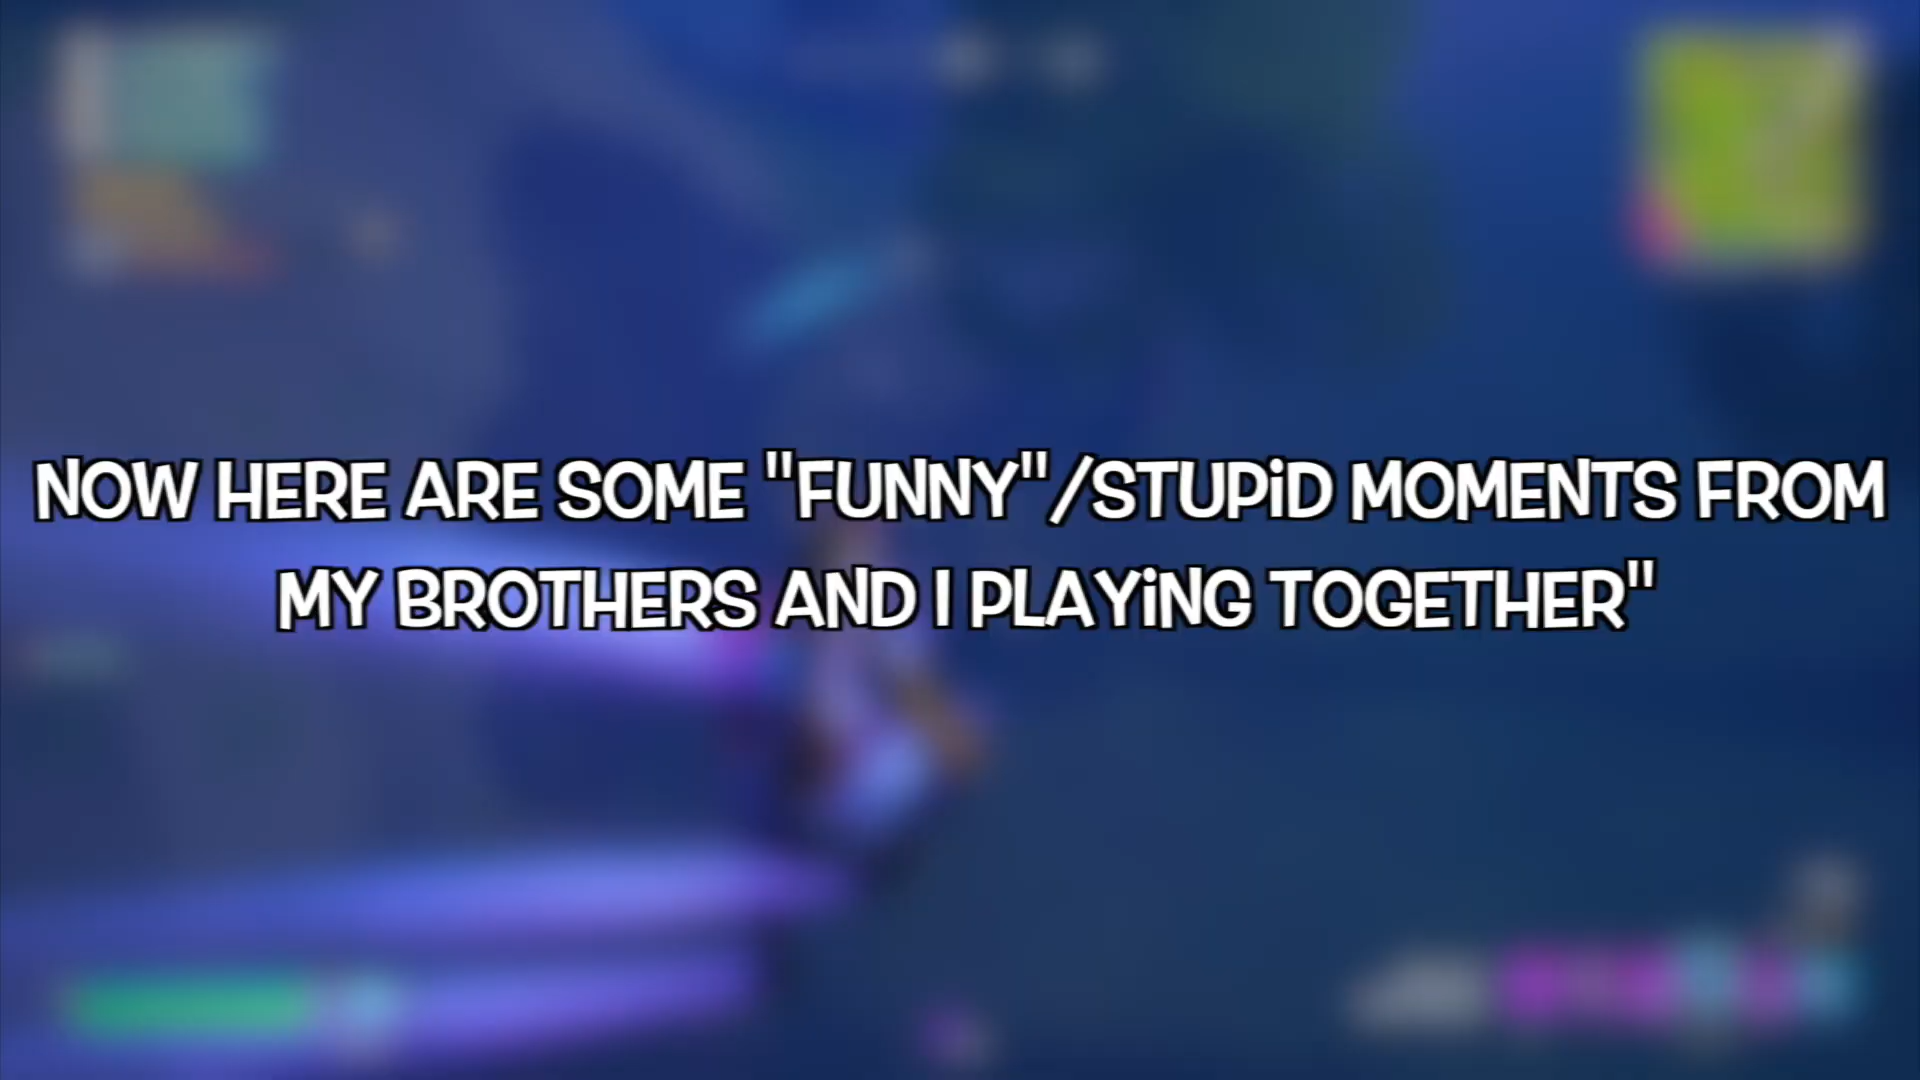 NOW HERE ARE SOME "FUNNY"/STUPiD MOMENTS FROM
MY BROTHERS AND I PLAYiNG TOGETHER"